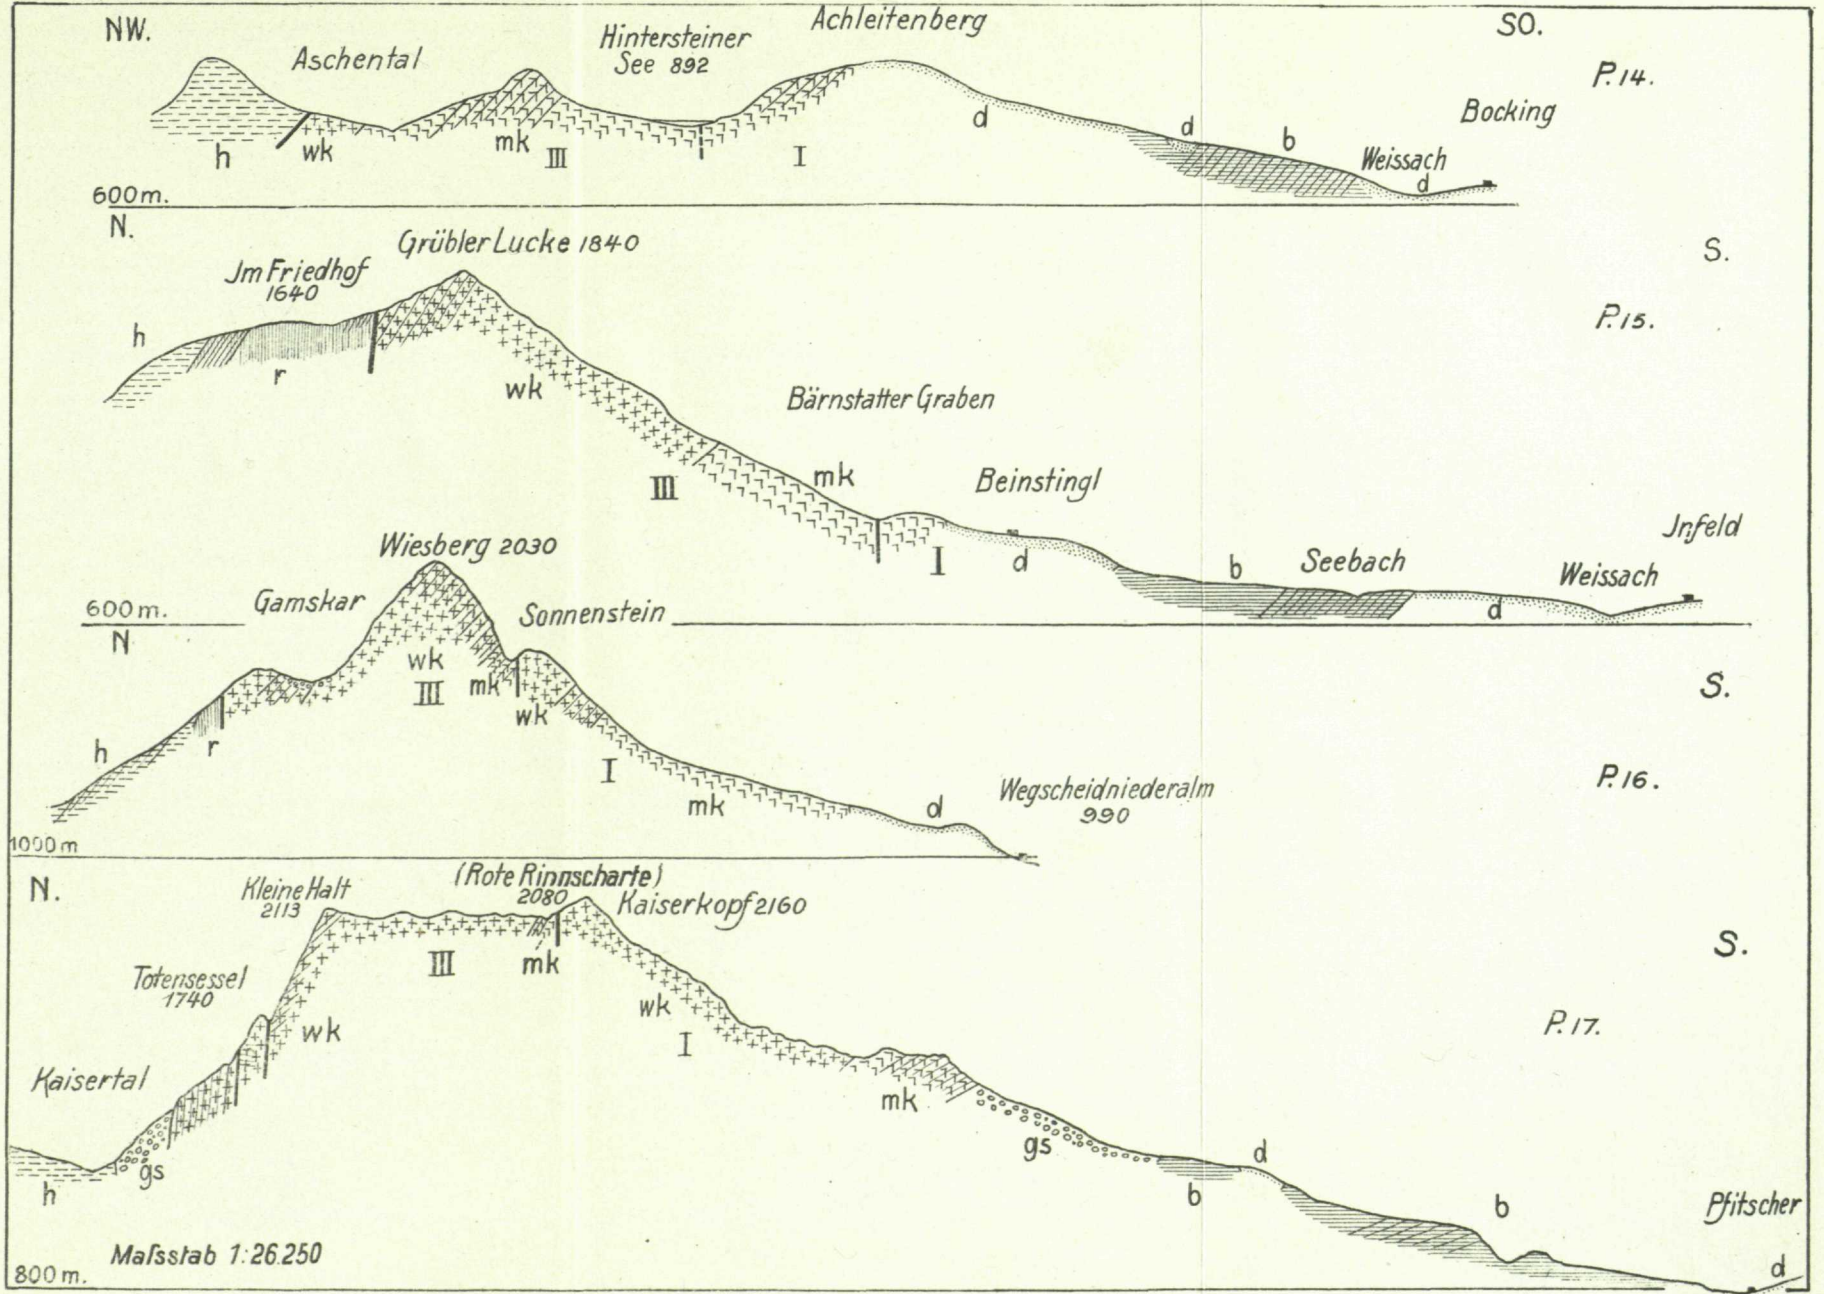 NW.
Aschental
Hintersteiner
See 892
Achleitenberg
SO.
P.14.
Bocking
d
d
b
Weissach
d
h
wk
mk
III
I
600m.
N.
Grübler Lucke 1840
S.
Jm Friedhof
1640
P.15.
h
r
wk
Bärnstatter Graben
mk
III
Beinstingl
Jnfeld
I
d
b
Seebach
Weissach
d
Wiesberg 2030
Gamskar
Sonnenstein
600m.
N
wk
III
mk
wk
S.
h
r
I
P.16.
mk
d
Wegscheidniederalm
990
1000m
N.
Kleine Halt
2113
(Rote Rinnscharte)
2080
Kaiserkopf 2160
III
mk
S.
Totensessel
1740
wk
wk
I
P.17.
Kaisertal
mk
gs
gs
d
h
b
b
Pfitscher
Maſsstab 1:26.250
d
800m.